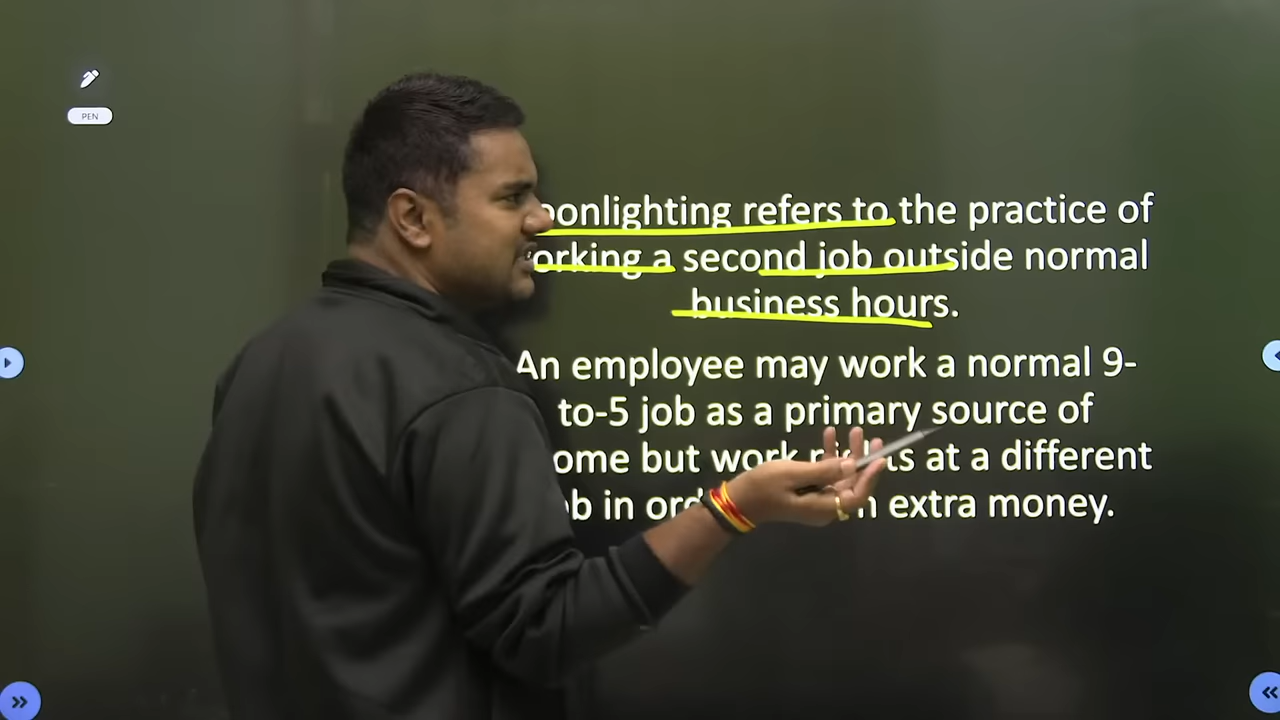 PEN
oonlighting refers to the practice of
orking a second job outside normal
business hours.
An employee may work a normal 9-
to-5 job as a primary source of
ome but work at a different
b in extra money.